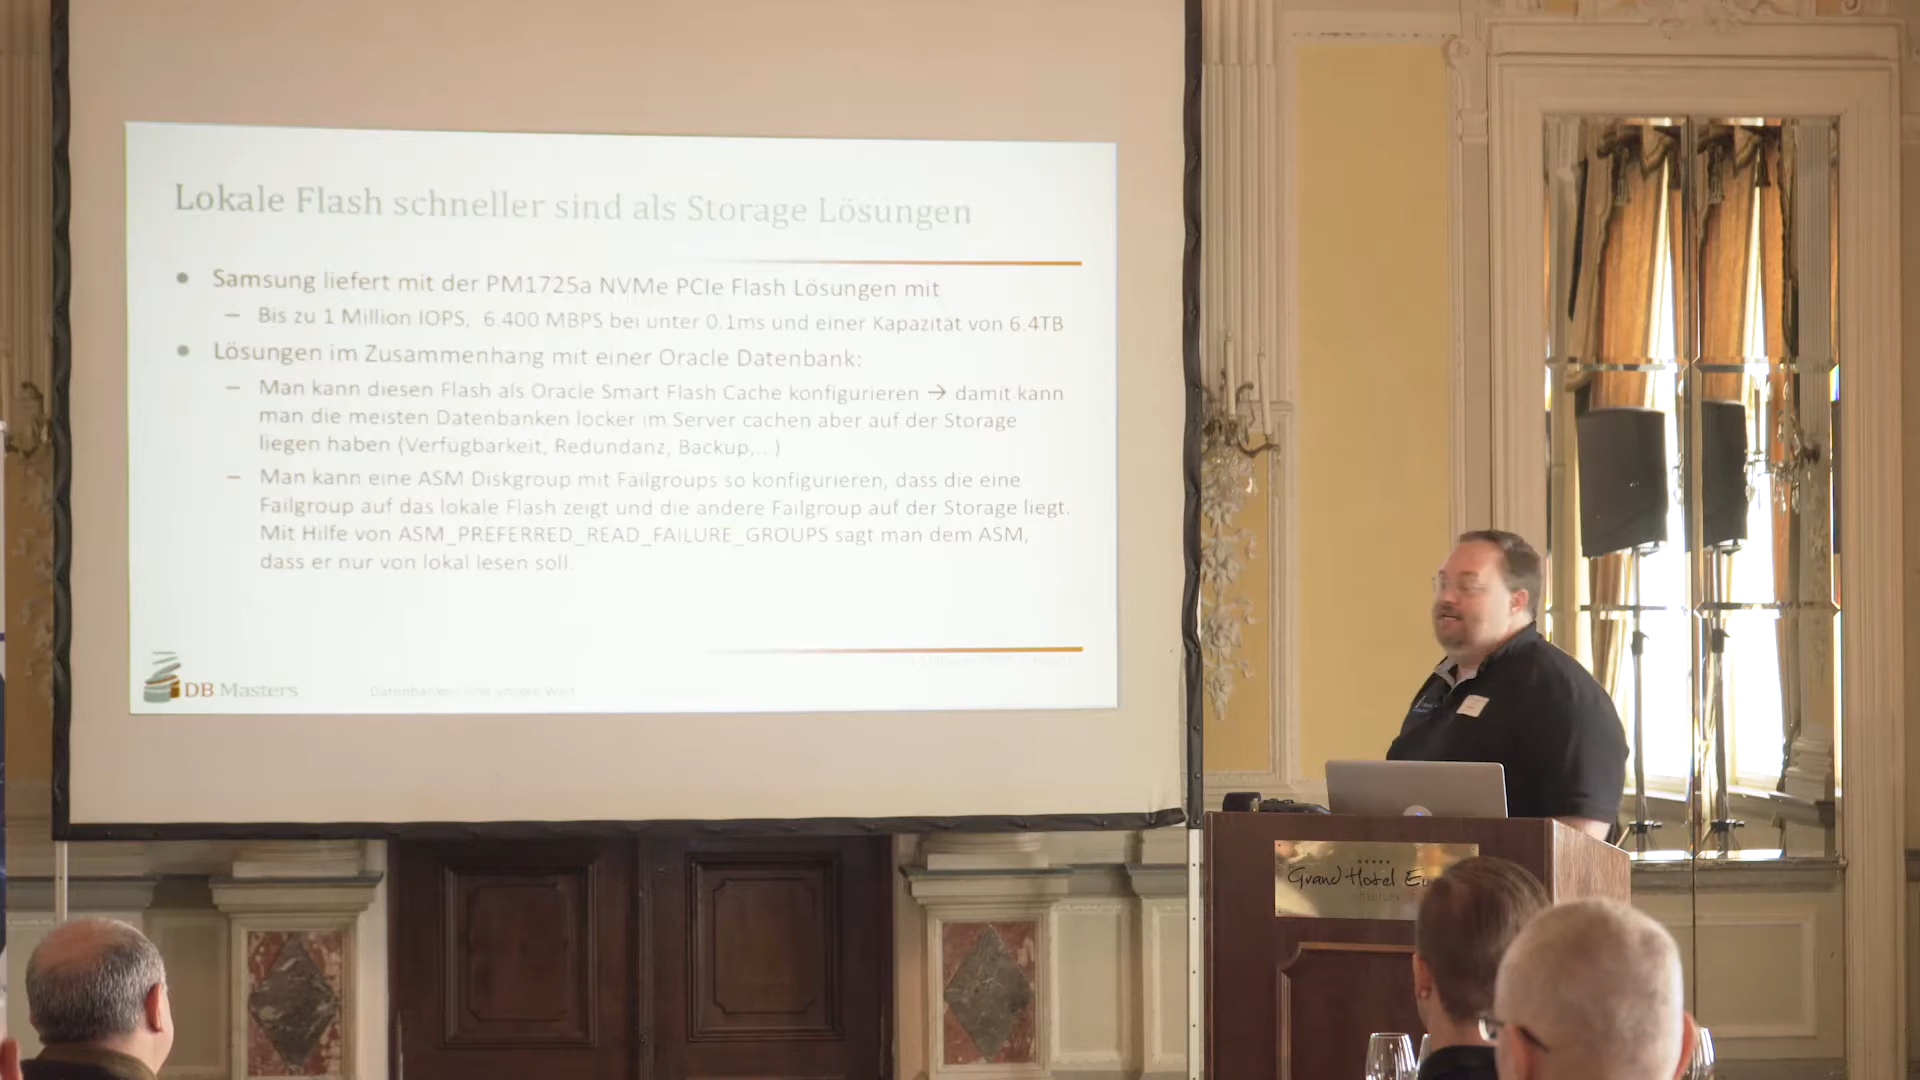 Lokale Flash schneller sind als Storage Lösungen
● Samsung liefert mit der PM1725a NVMe PCIe Flash Lösungen mit
– Bis zu 1 Million IOPS, 6.400 MBPS bei unter 0.1ms und einer Kapazität von 6.4TB
● Lösungen im Zusammenhang mit einer Oracle Datenbank:
– Man kann diesen Flash als Oracle Smart Flash Cache konfigurieren → damit kann
man die meisten Datenbanken locker im Server cachen aber auf der Storage
liegen haben (Verfügbarkeit, Redundanz, Backup,...)
– Man kann eine ASM Diskgroup mit Failgroups so konfigurieren, dass die eine
Failgroup auf das lokale Flash zeigt und die andere Failgroup auf der Storage liegt.
Mit Hilfe von ASM_PREFERRED_READ_FAILURE_GROUPS sagt man dem ASM,
dass er nur von lokal lesen soll.
DB Masters
Datenbanken sind unsere Welt
Grand Hotel